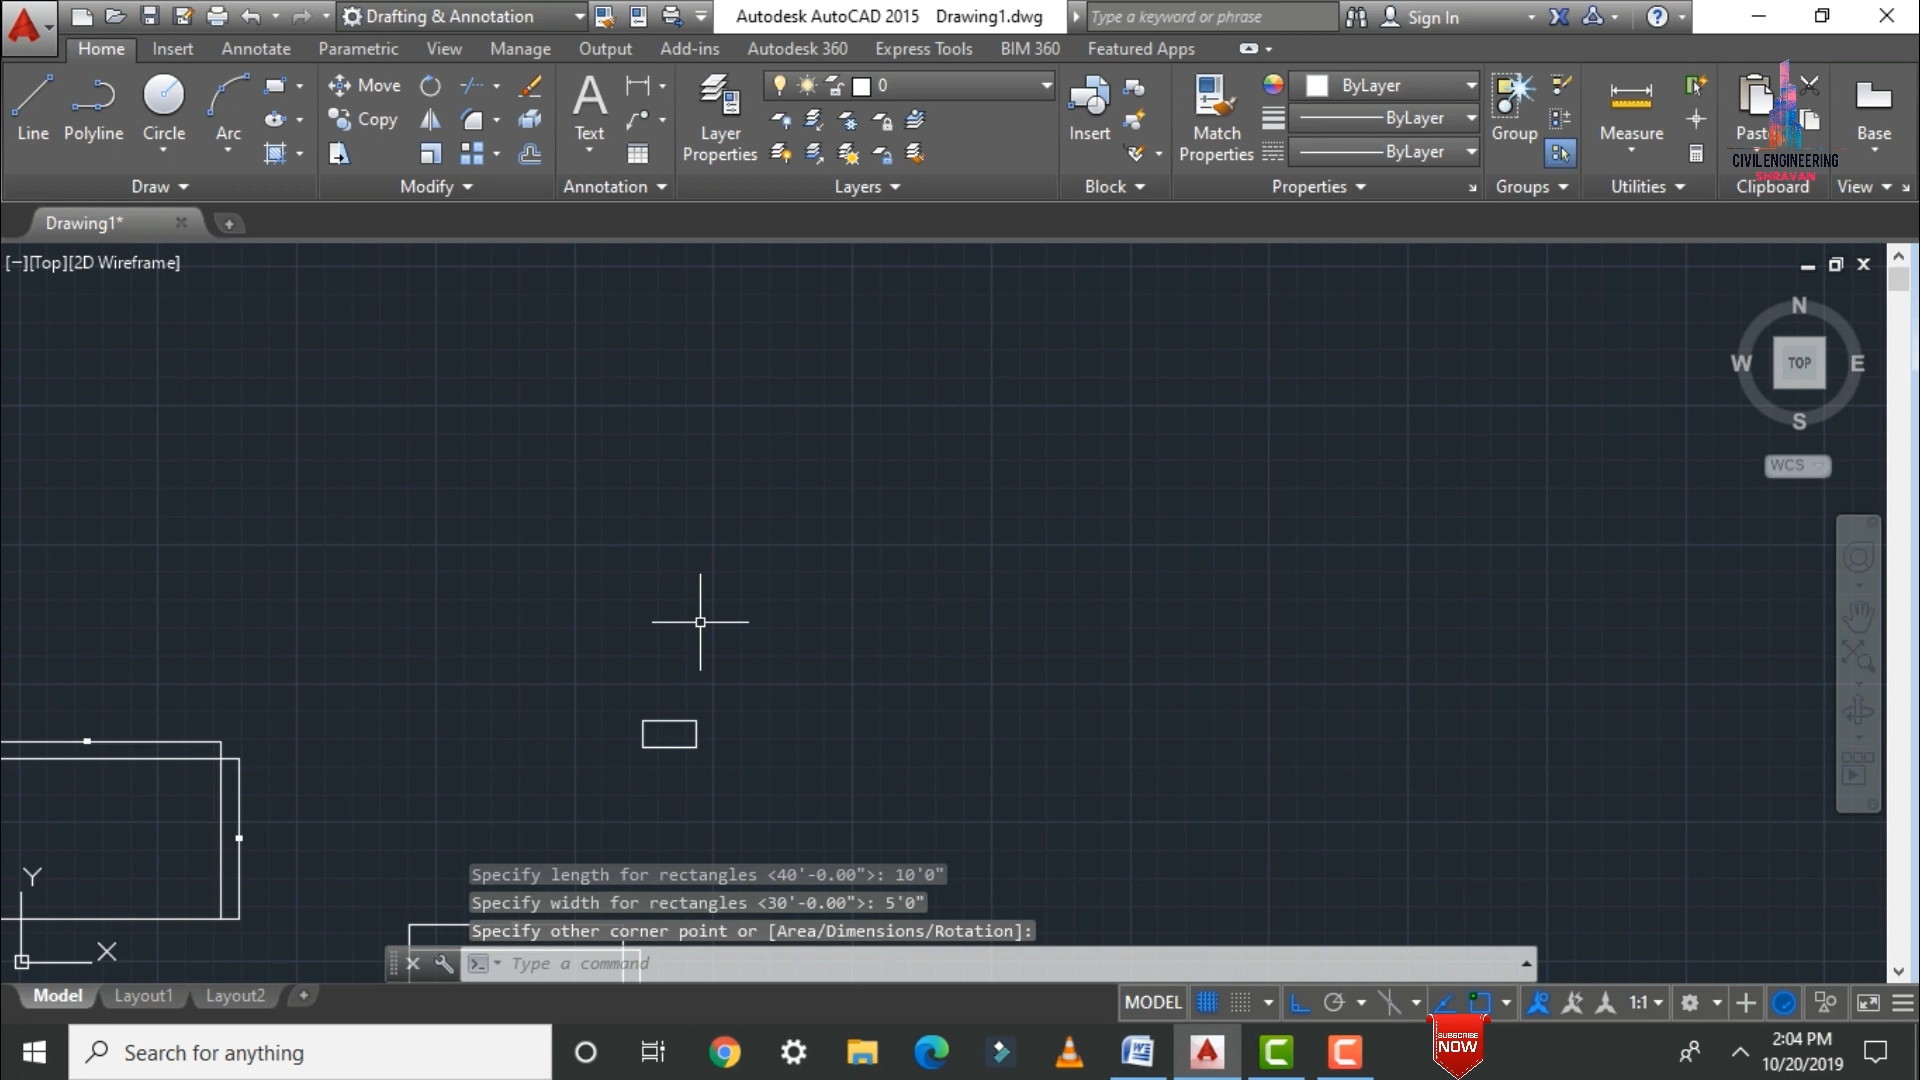 Drafting & Annotation
Autodesk AutoCAD 2015 Drawing1.dwg
Type a keyword or phrase
Sign In
Home Insert Annotate Parametric View Manage Output Add-ins Autodesk 360 Express Tools BIM 360 Featured Apps
Line
Polyline
Circle
Arc
Move
Copy
A
Text
Layer
Properties
0
Insert
Match
Properties
ByLayer
ByLayer
ByLayer
Group
Measure
Paste
Base
CIVILENGINEERING
SHRAVAN
Draw Modify Annotation Layers Block Properties Groups Utilities Clipboard View
Drawing1*
[−][Top][2D Wireframe]
N
W TOP E
S
WCS
Y
X
Specify length for rectangles <40'-0.00">: 10'0"
Specify width for rectangles <30'-0.00">: 5'0"
Specify other corner point or [Area/Dimensions/Rotation]:
Type a command
Model Layout1 Layout2
MODEL
1:1
SUBSCRIBE
NOW
Search for anything
2:04 PM
10/20/2019